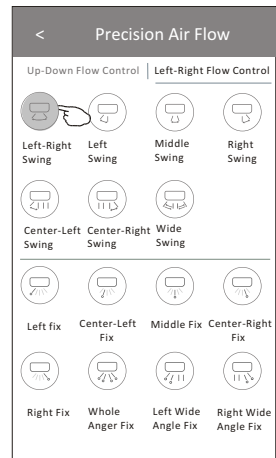 < Precision Air Flow
Up-Down Flow Control Left-Right Flow Control
Left-Right Left Middle Right
Swing Swing Swing Swing
Center-Left Center-Right Wide
Swing Swing Swing
Left fix Center-Left Middle Fix Center-Right
Fix Fix
Right Fix Whole Left Wide Right Wide
Anger Fix Angle Fix Angle Fix